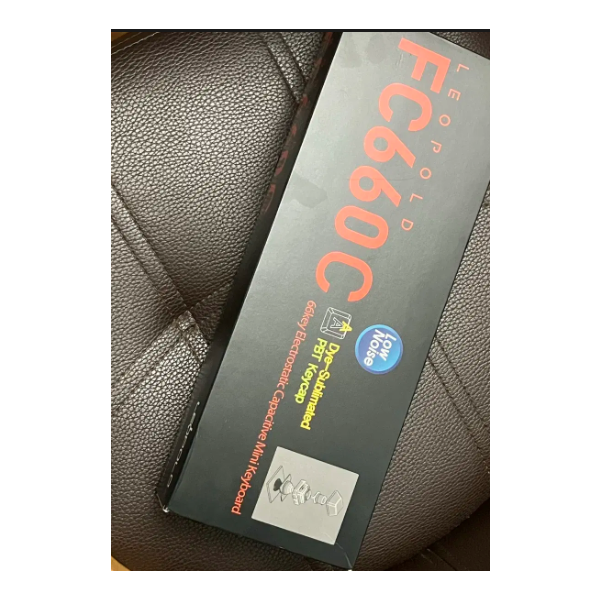 LEOPOLD
FC660C
Low
Noise
A
Dye-Sublimated
PBT Keycap
66key Electrostatic Capacitive Mini Keyboard